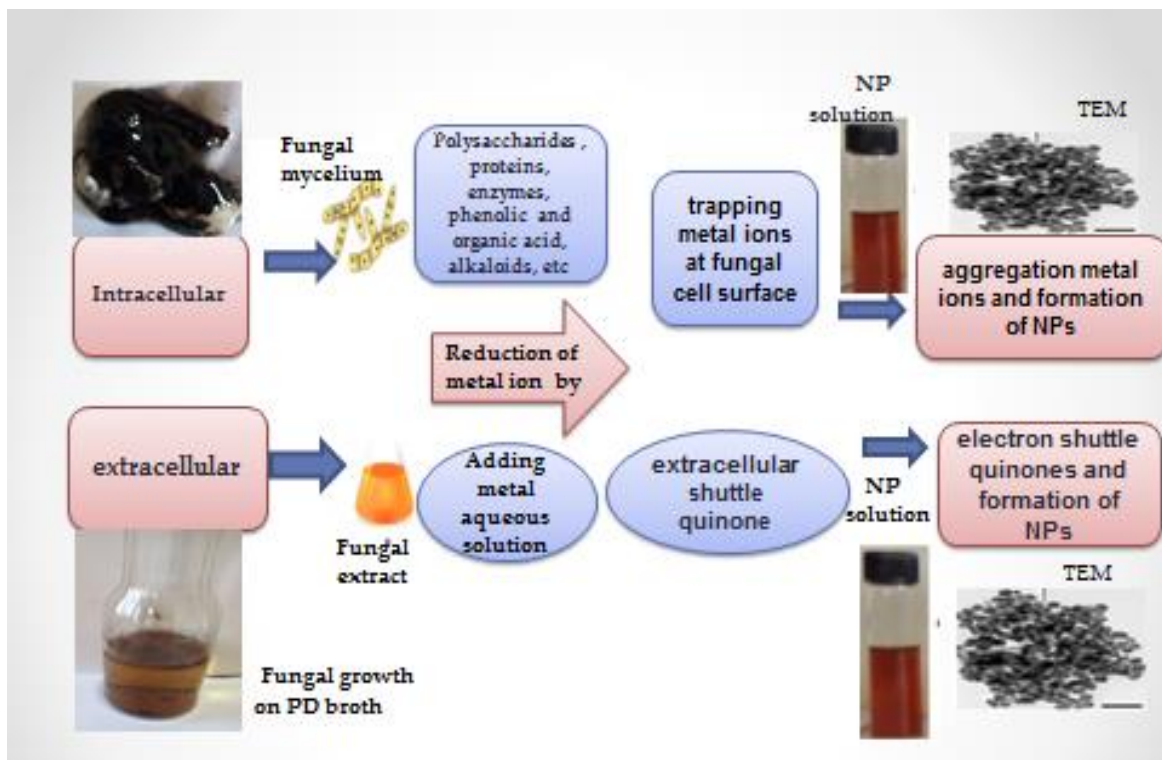 NP
solution
TEM
Fungal
mycelium
Polysaccharides ,
proteins,
enzymes,
phenolic and
organic acid,
alkaloids, etc
trapping
metal ions
at fungal
cell surface
Intracellular
aggregation metal
ions and formation
of NPs
Reduction of
metal ion by
extracellular
Fungal
extract
Adding
metal
aqueous
solution
extracellular
shuttle
quinone
NP
solution
electron shuttle
quinones and
formation of
NPs
TEM
Fungal growth
on PD broth